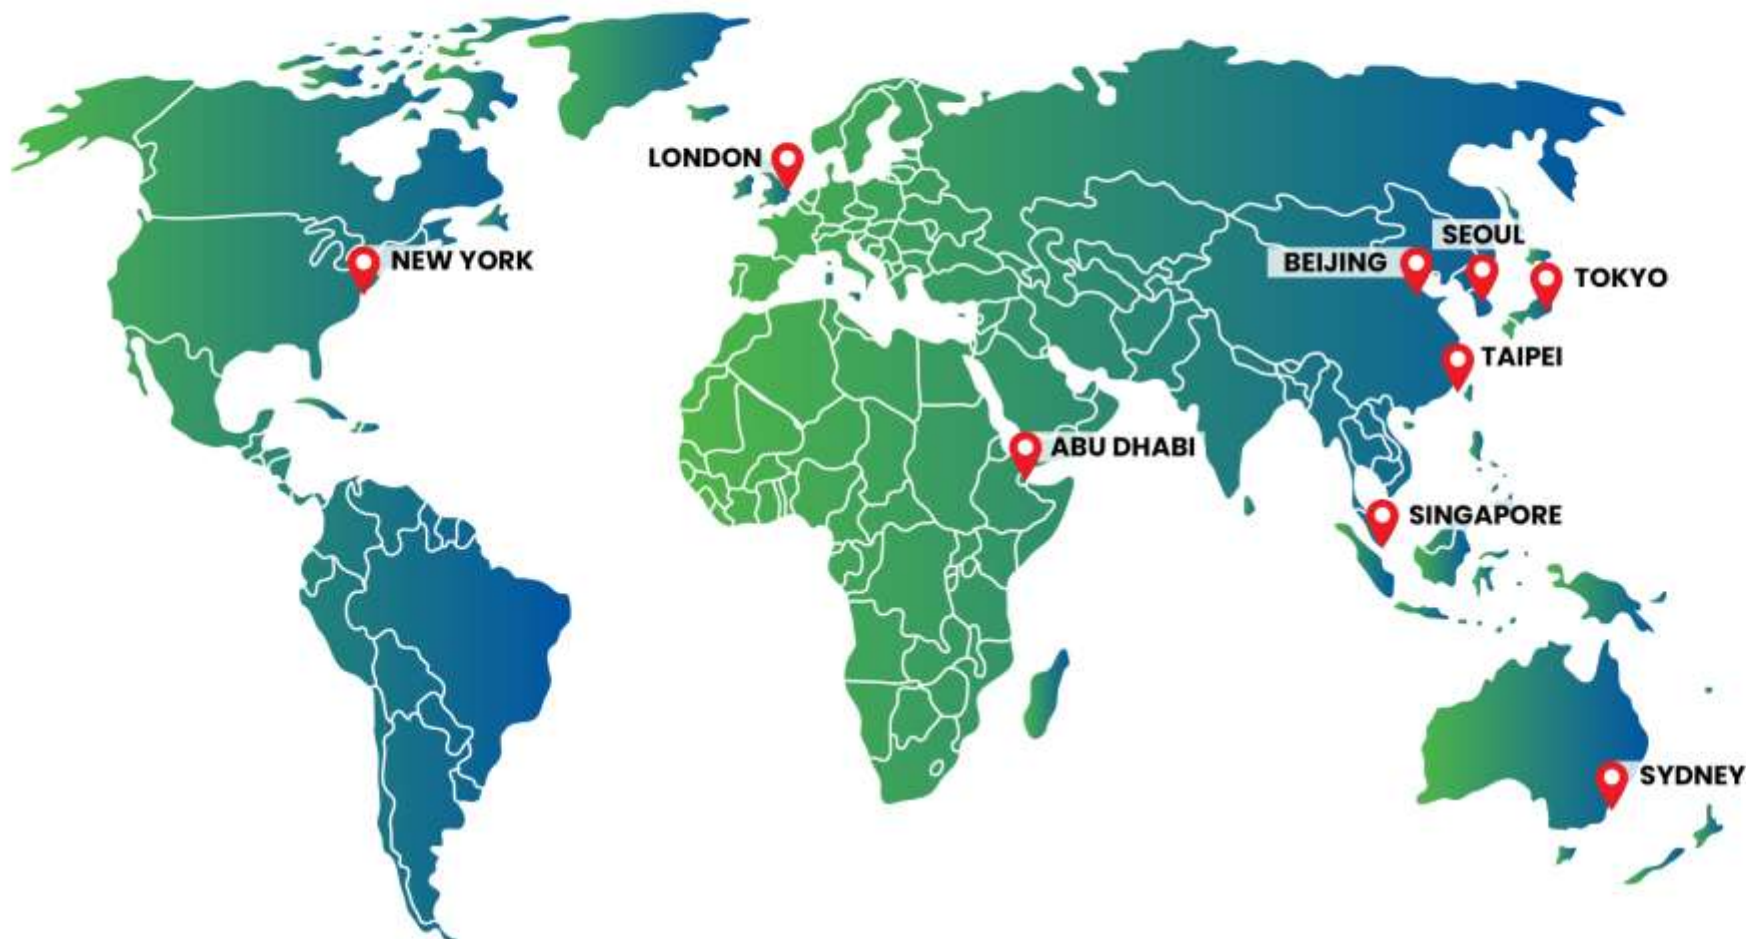 LONDON
SEOUL
NEW YORK
BEIJING
TOKYO
TAIPEI
ABU DHABI
SINGAPORE
SYDNEY